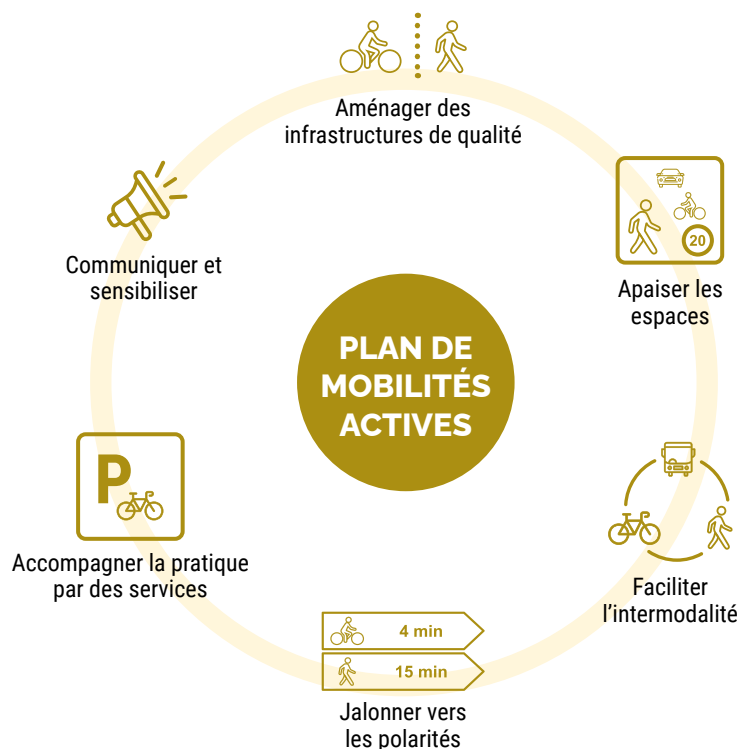 Aménager des
infrastructures de qualité
20
Apaiser les
espaces
Faciliter
l'intermodalité
4 min
15 min
Jalonner vers
les polarités
P
Accompagner la pratique
par des services
Communiquer et
sensibiliser
PLAN DE
MOBILITÉS
ACTIVES